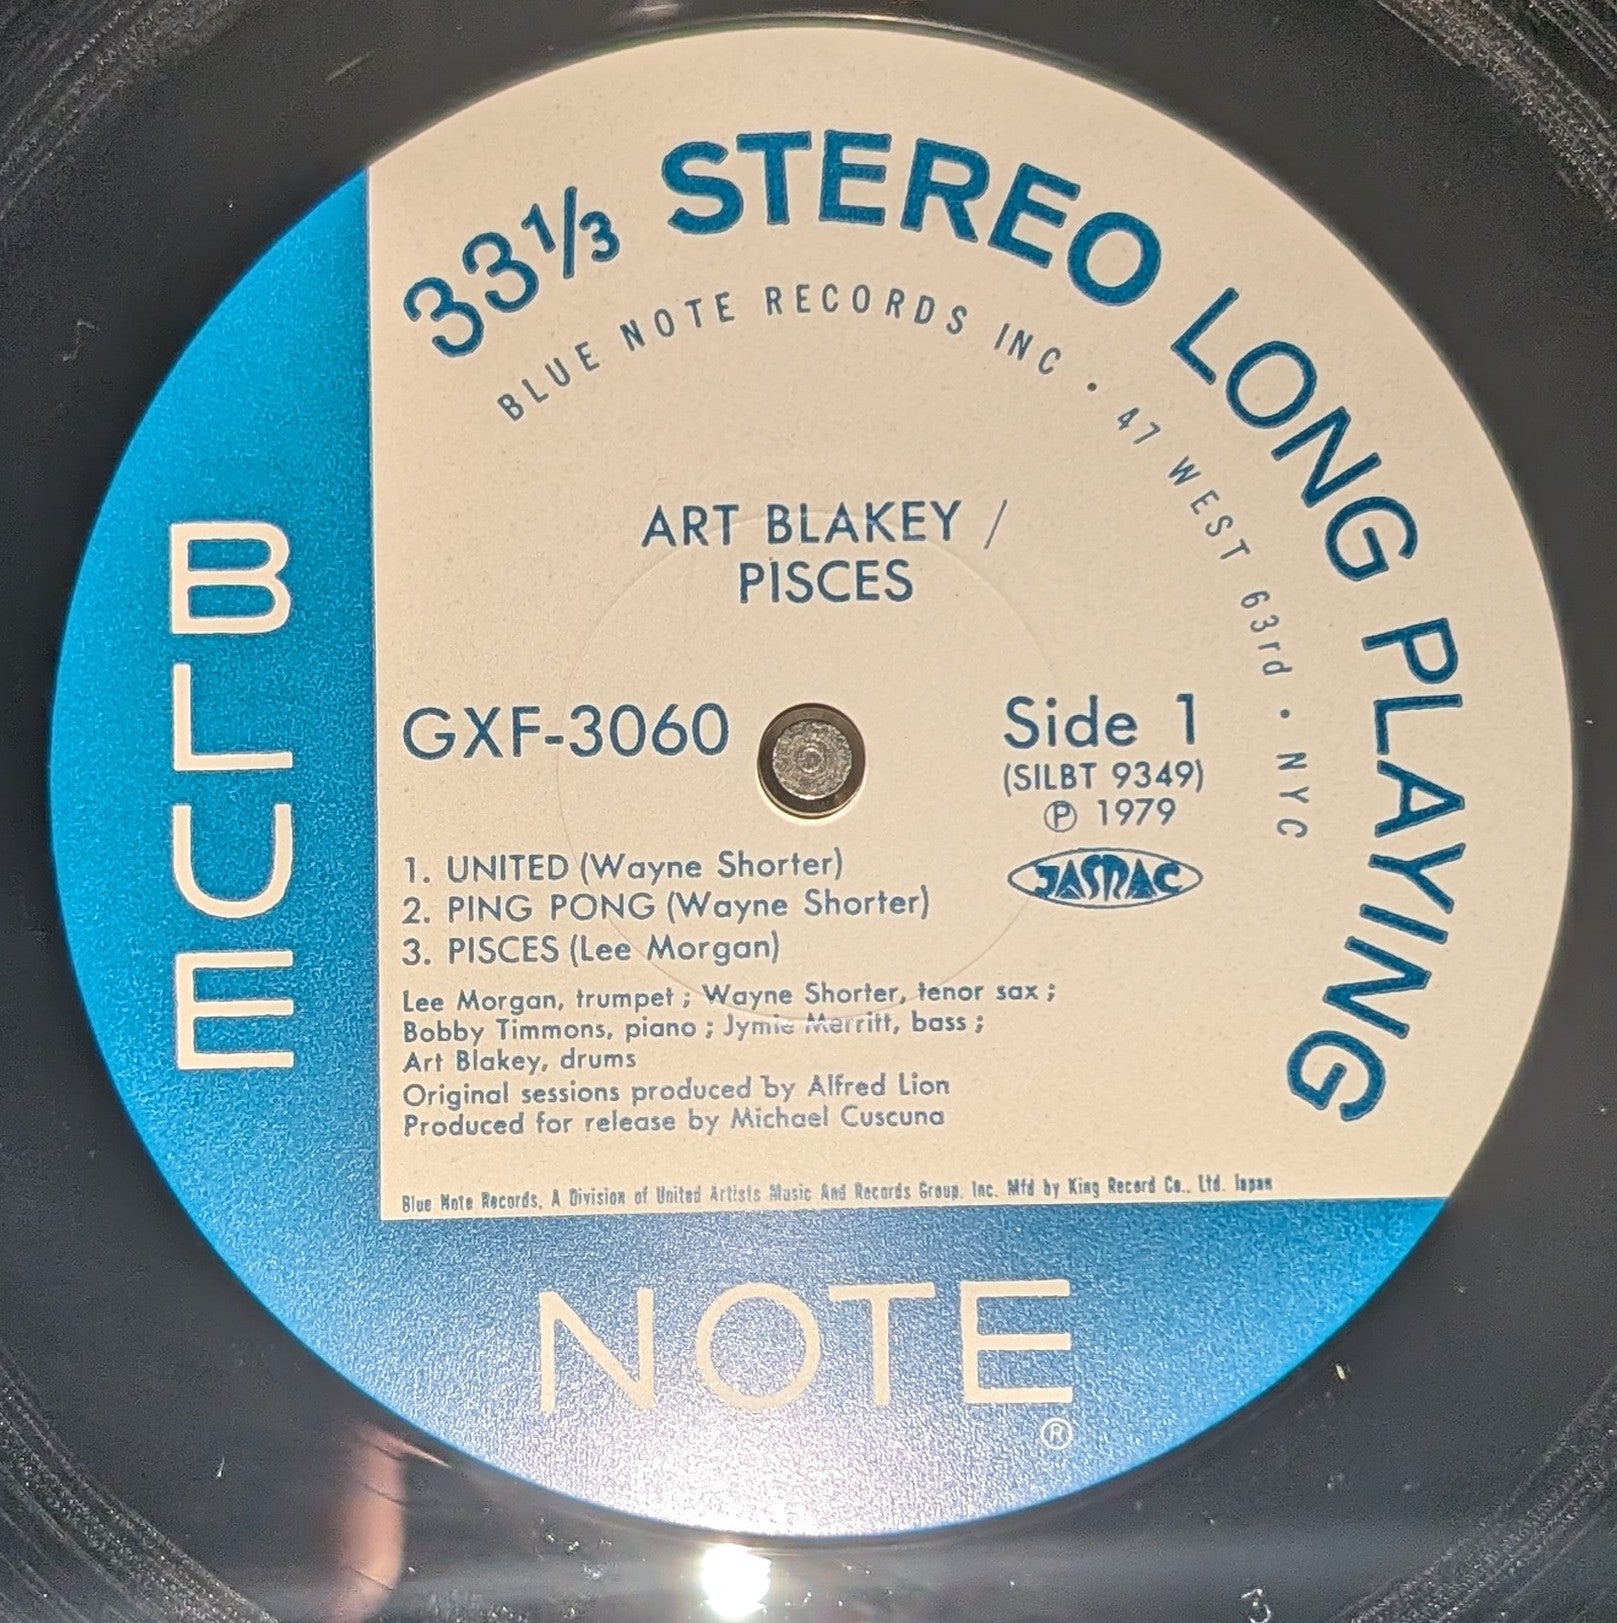 33⅓ STEREO LONG PLAYING
BLUE NOTE RECORDS INC · 47 WEST 63rd · NYC
ART BLAKEY /
PISCES
GXF-3060
Side 1
(SILBT 9349)
Ⓟ 1979
JASRAC
1. UNITED (Wayne Shorter)
2. PING PONG (Wayne Shorter)
3. PISCES (Lee Morgan)
Lee Morgan, trumpet ; Wayne Shorter, tenor sax ;
Bobby Timmons, piano ; Jymie Merritt, bass ;
Art Blakey, drums
Original sessions produced by Alfred Lion
Produced for release by Michael Cuscuna
Blue Note Records, A Division of United Artists Music And Records Group, Inc. Mfd by King Record Co., Ltd. Japan
BLUE
NOTE
®
3